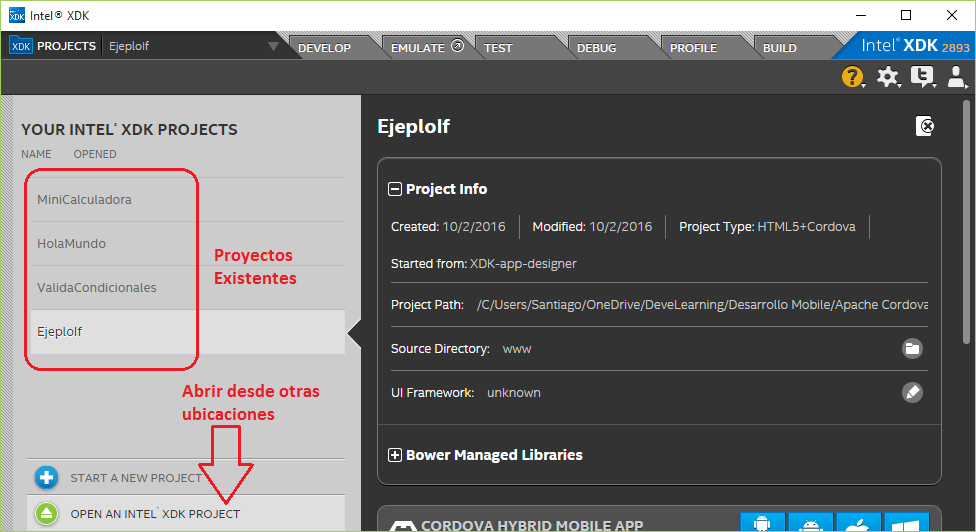 XDK Intel® XDK
XDK PROJECTS EjeploIf DEVELOP EMULATE TEST DEBUG PROFILE BUILD Intel® XDK 2893
YOUR INTEL® XDK PROJECTS
NAME OPENED
MiniCalculadora
HolaMundo
ValidaCondicionales
EjeploIf
Proyectos
Existentes
Abrir desde otras
ubicaciones
START A NEW PROJECT
OPEN AN INTEL® XDK PROJECT
EjeploIf
Project Info
Created: 10/2/2016 Modified: 10/2/2016 Project Type: HTML5+Cordova
Started from: XDK-app-designer
Project Path: /C/Users/Santiago/OneDrive/DeveLearning/Desarrollo Mobile/Apache Cordova
Source Directory: www
UI Framework: unknown
Bower Managed Libraries
CORDOVA HYBRID MOBILE APP